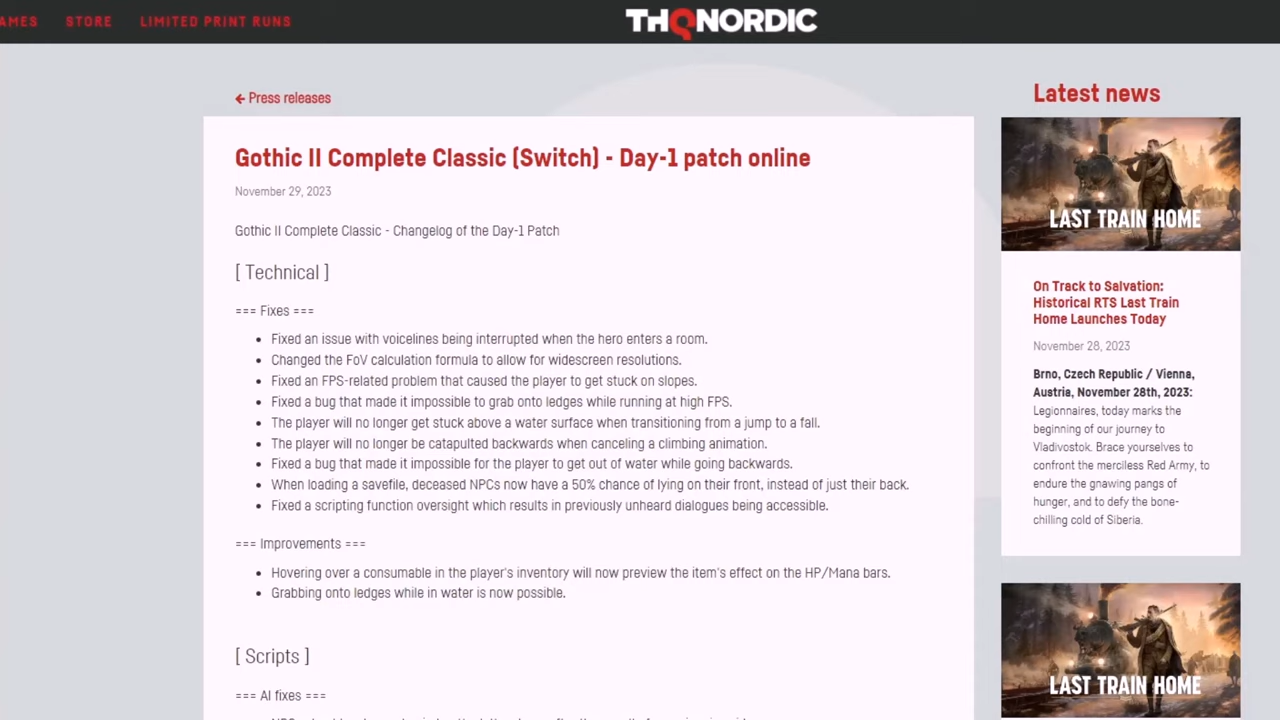 AMES STORE LIMITED PRINT RUNS
THQNORDIC
← Press releases
Gothic II Complete Classic (Switch) - Day-1 patch online
November 29, 2023
Gothic II Complete Classic - Changelog of the Day-1 Patch
[ Technical ]
=== Fixes ===
• Fixed an issue with voicelines being interrupted when the hero enters a room.
• Changed the FoV calculation formula to allow for widescreen resolutions.
• Fixed an FPS-related problem that caused the player to get stuck on slopes.
• Fixed a bug that made it impossible to grab onto ledges while running at high FPS.
• The player will no longer get stuck above a water surface when transitioning from a jump to a fall.
• The player will no longer be catapulted backwards when canceling a climbing animation.
• Fixed a bug that made it impossible for the player to get out of water while going backwards.
• When loading a savefile, deceased NPCs now have a 50% chance of lying on their front, instead of just their back.
• Fixed a scripting function oversight which results in previously unheard dialogues being accessible.
=== Improvements ===
• Hovering over a consumable in the player's inventory will now preview the item's effect on the HP/Mana bars.
• Grabbing onto ledges while in water is now possible.
[ Scripts ]
=== AI fixes ===
Latest news
LAST TRAIN HOME
On Track to Salvation:
Historical RTS Last Train
Home Launches Today
November 28, 2023
Brno, Czech Republic / Vienna,
Austria, November 28th, 2023:
Legionnaires, today marks the
beginning of our journey to
Vladivostok. Brace yourselves to
confront the merciless Red Army, to
endure the gnawing pangs of
hunger, and to defy the bone-
chilling cold of Siberia.
LAST TRAIN HOME